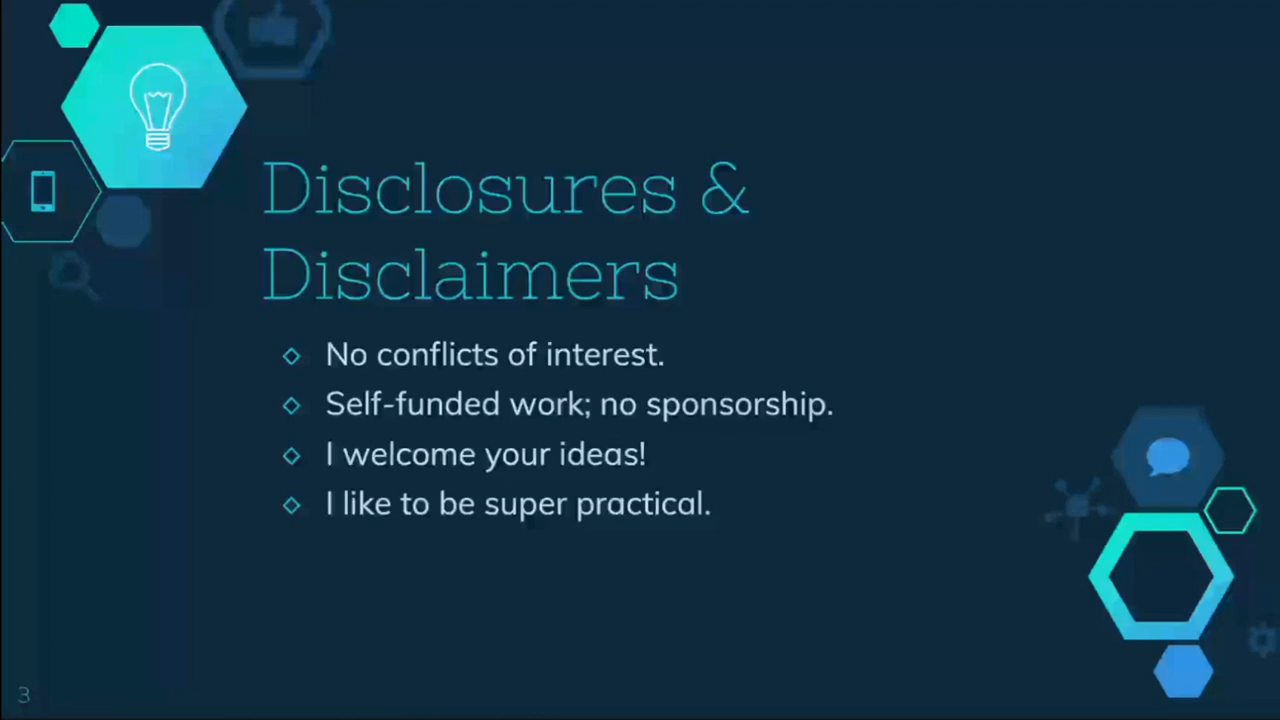 Disclosures &
Disclaimers
No conflicts of interest.
Self-funded work; no sponsorship.
I welcome your ideas!
I like to be super practical.
3